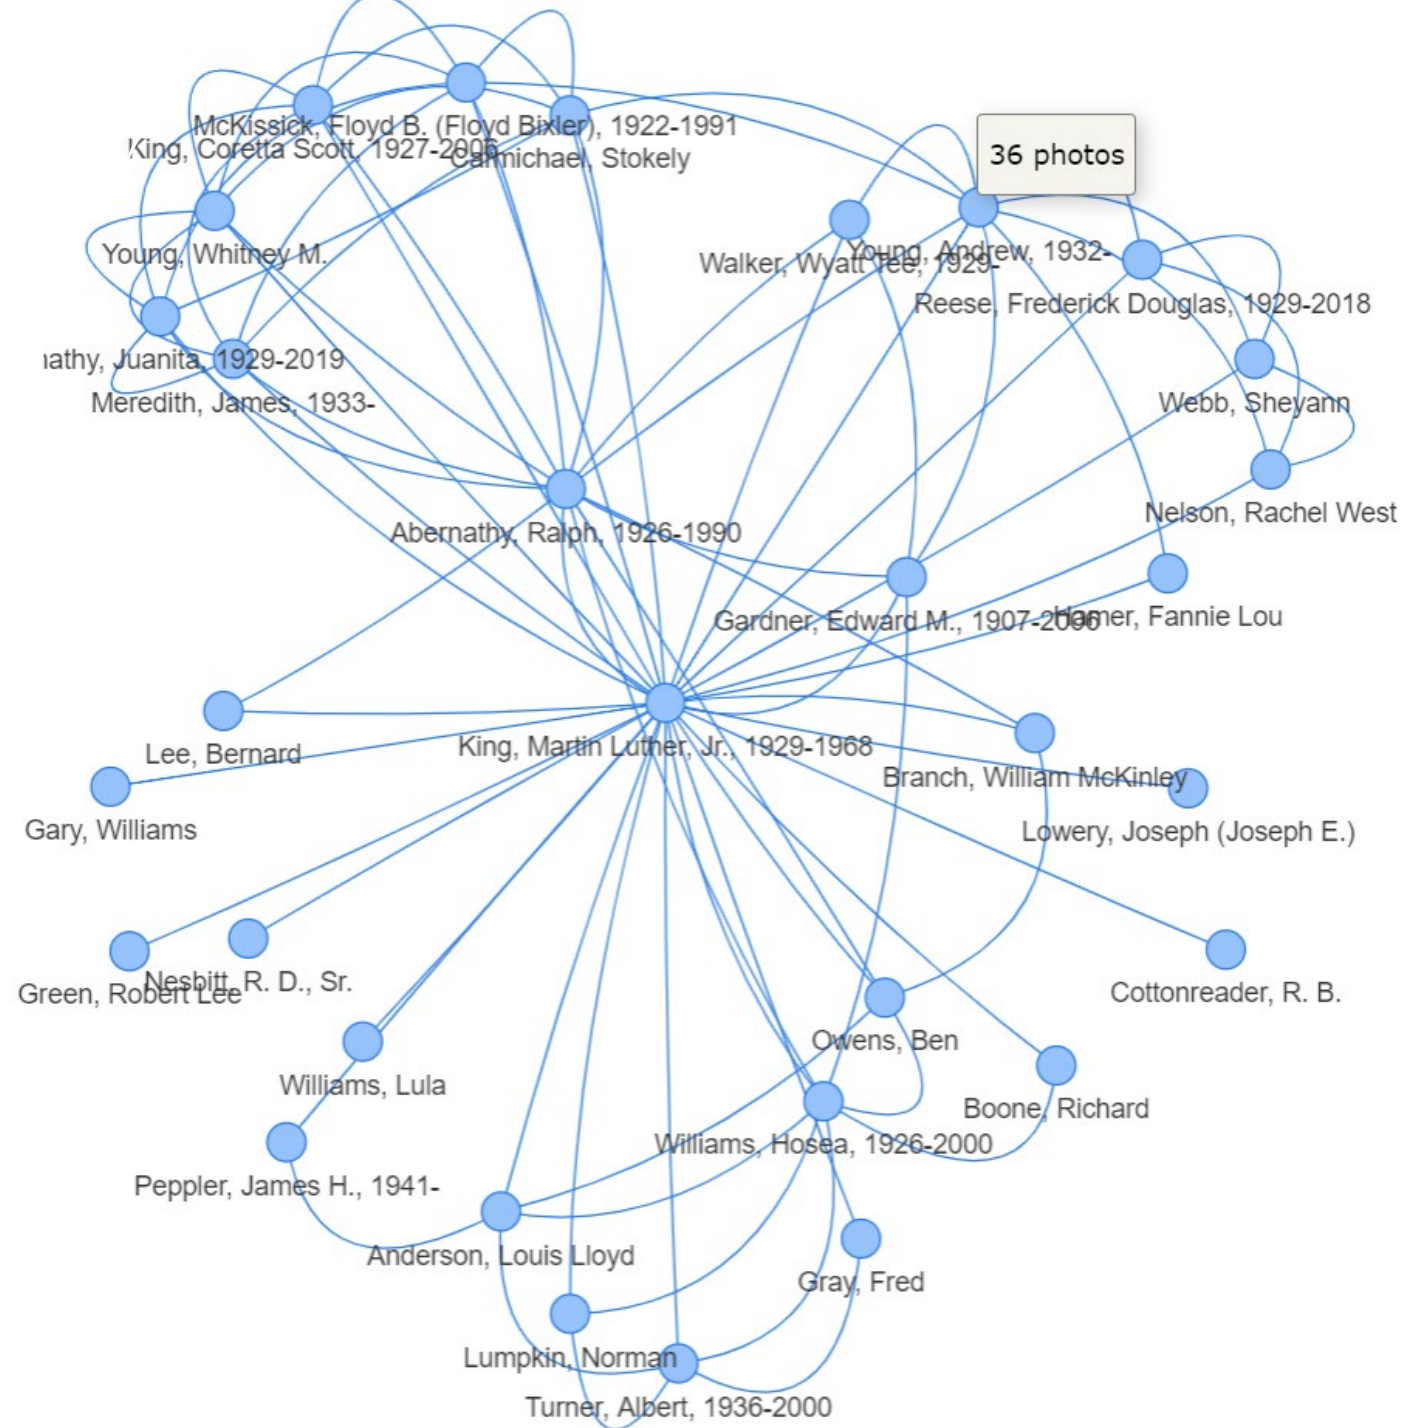 McKissick, Floyd B. (Floyd Bixler), 1922-1991
King, Coretta Scott, 1927-2006
Carmichael, Stokely
36 photos
Young, Whitney M.
Young, Andrew, 1932-
Walker, Wyatt Tee, 1929-
Reese, Frederick Douglas, 1929-2018
nathy, Juanita, 1929-2019
Meredith, James, 1933-
Webb, Sheyann
Nelson, Rachel West
Abernathy, Ralph, 1926-1990
Gardner, Edward M., 1907-2006
Hamer, Fannie Lou
Lee, Bernard
King, Martin Luther, Jr., 1929-1968
Branch, William McKinley
Gary, Williams
Lowery, Joseph (Joseph E.)
Nesbitt, R. D., Sr.
Green, Robert Lee
Cottonreader, R. B.
Owens, Ben
Williams, Lula
Boone, Richard
Williams, Hosea, 1926-2000
Peppler, James H., 1941-
Anderson, Louis Lloyd
Gray, Fred
Lumpkin, Norman
Turner, Albert, 1936-2000